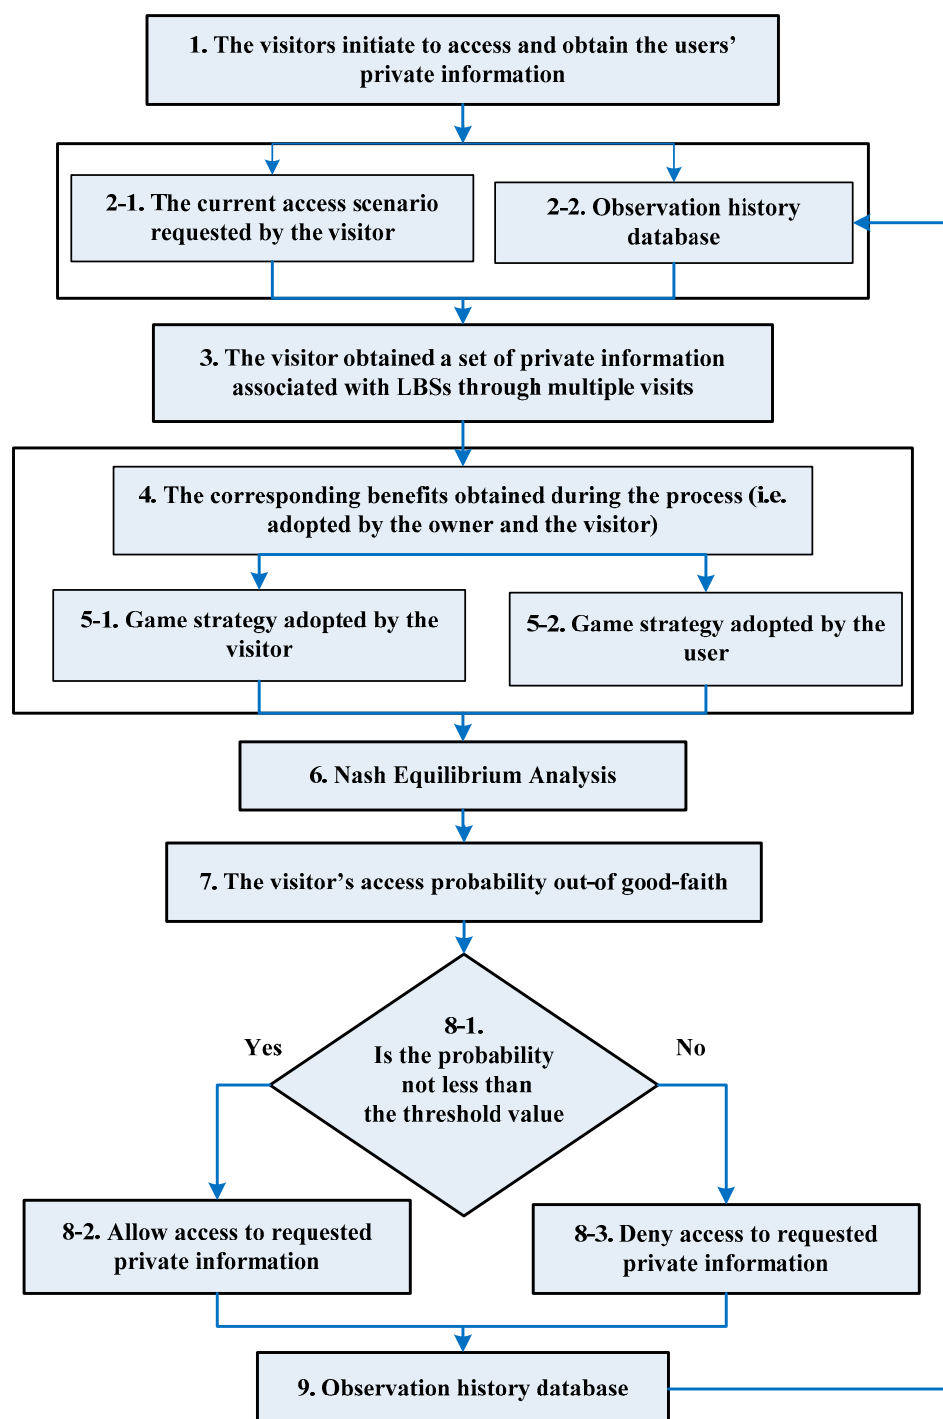 1. The visitors initiate to access and obtain the users’
private information
2-1. The current access scenario
requested by the visitor
2-2. Observation history
database
3. The visitor obtained a set of private information
associated with LBSs through multiple visits
4. The corresponding benefits obtained during the process (i.e.
adopted by the owner and the visitor)
5-1. Game strategy adopted by the
visitor
5-2. Game strategy adopted by the
user
6. Nash Equilibrium Analysis
7. The visitor’s access probability out-of good-faith
8-1.
Is the probability
not less than
the threshold value
Yes
No
8-2. Allow access to requested
private information
8-3. Deny access to requested
private information
9. Observation history database